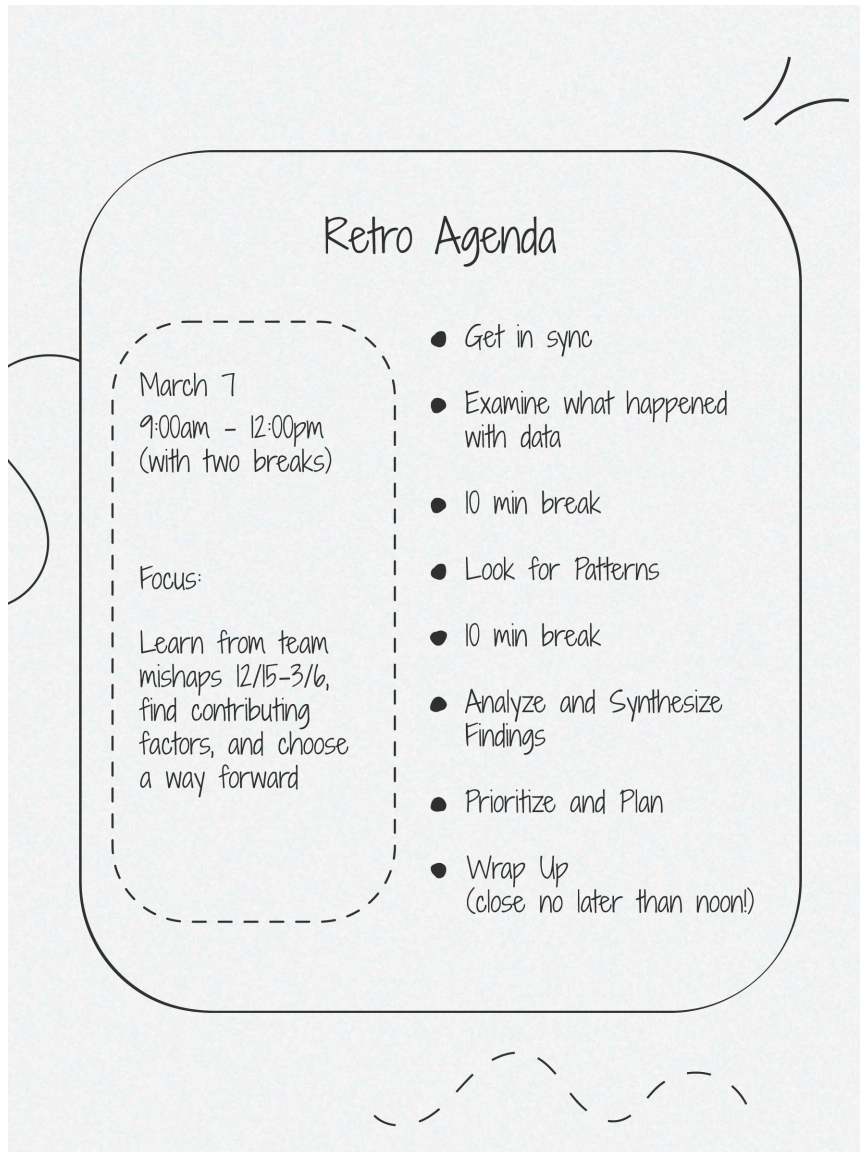 Retro Agenda
March 7
9:00am - 12:00pm
(with two breaks)
Focus:
Learn from team
mishaps 12/15-3/6,
find contributing
factors, and choose
a way forward
Get in sync
Examine what happened
with data
10 min break
Look for Patterns
10 min break
Analyze and Synthesize
Findings
Prioritize and Plan
Wrap Up
(close no later than noon!)